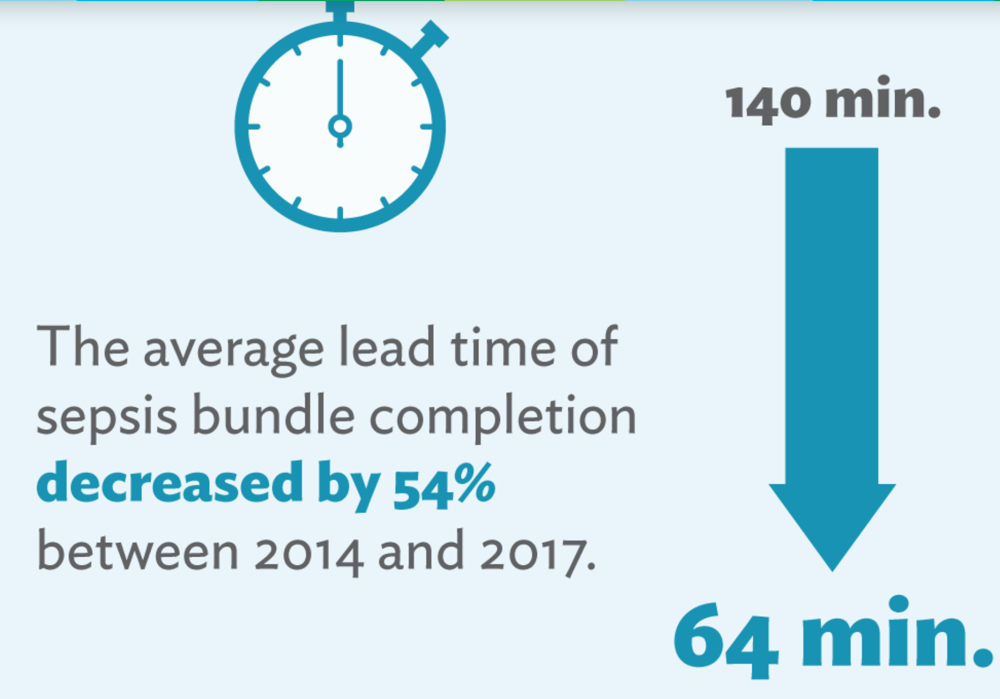 140 min.
The average lead time of
sepsis bundle completion
decreased by 54%
between 2014 and 2017.
64 min.